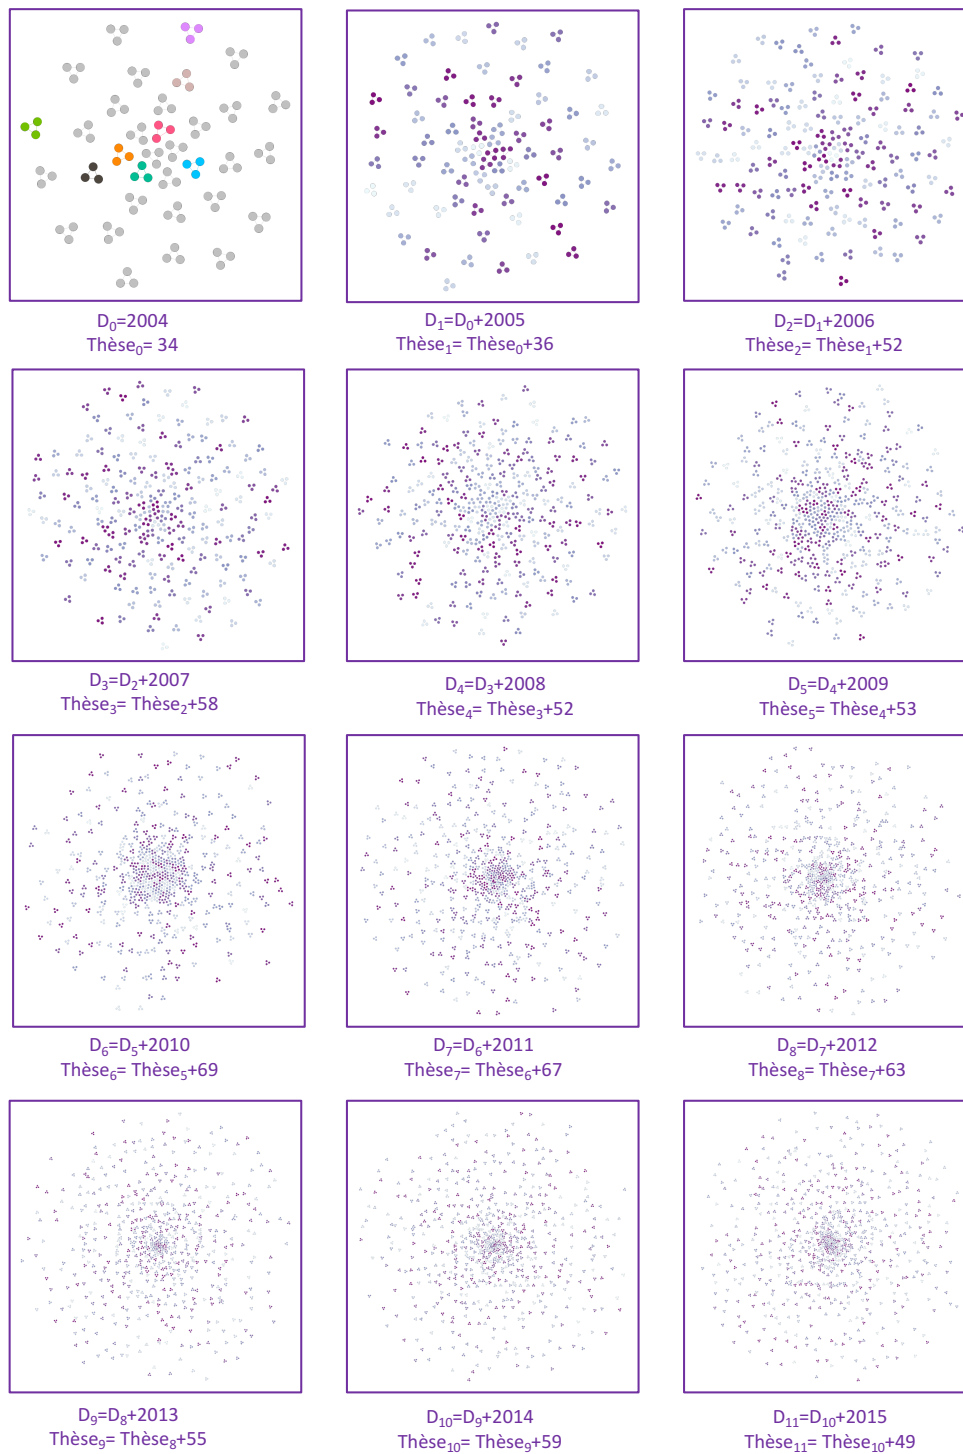 D₀=2004
Thèse₀= 34
D₁=D₀+2005
Thèse₁= Thèse₀+36
D₂=D₁+2006
Thèse₂= Thèse₁+52
D₃=D₂+2007
Thèse₃= Thèse₂+58
D₄=D₃+2008
Thèse₄= Thèse₃+52
D₅=D₄+2009
Thèse₅= Thèse₄+53
D₆=D₅+2010
Thèse₆= Thèse₅+69
D₇=D₆+2011
Thèse₇= Thèse₆+67
D₈=D₇+2012
Thèse₈= Thèse₇+63
D₉=D₈+2013
Thèse₉= Thèse₈+55
D₁₀=D₉+2014
Thèse₁₀= Thèse₉+59
D₁₁=D₁₀+2015
Thèse₁₁= Thèse₁₀+49